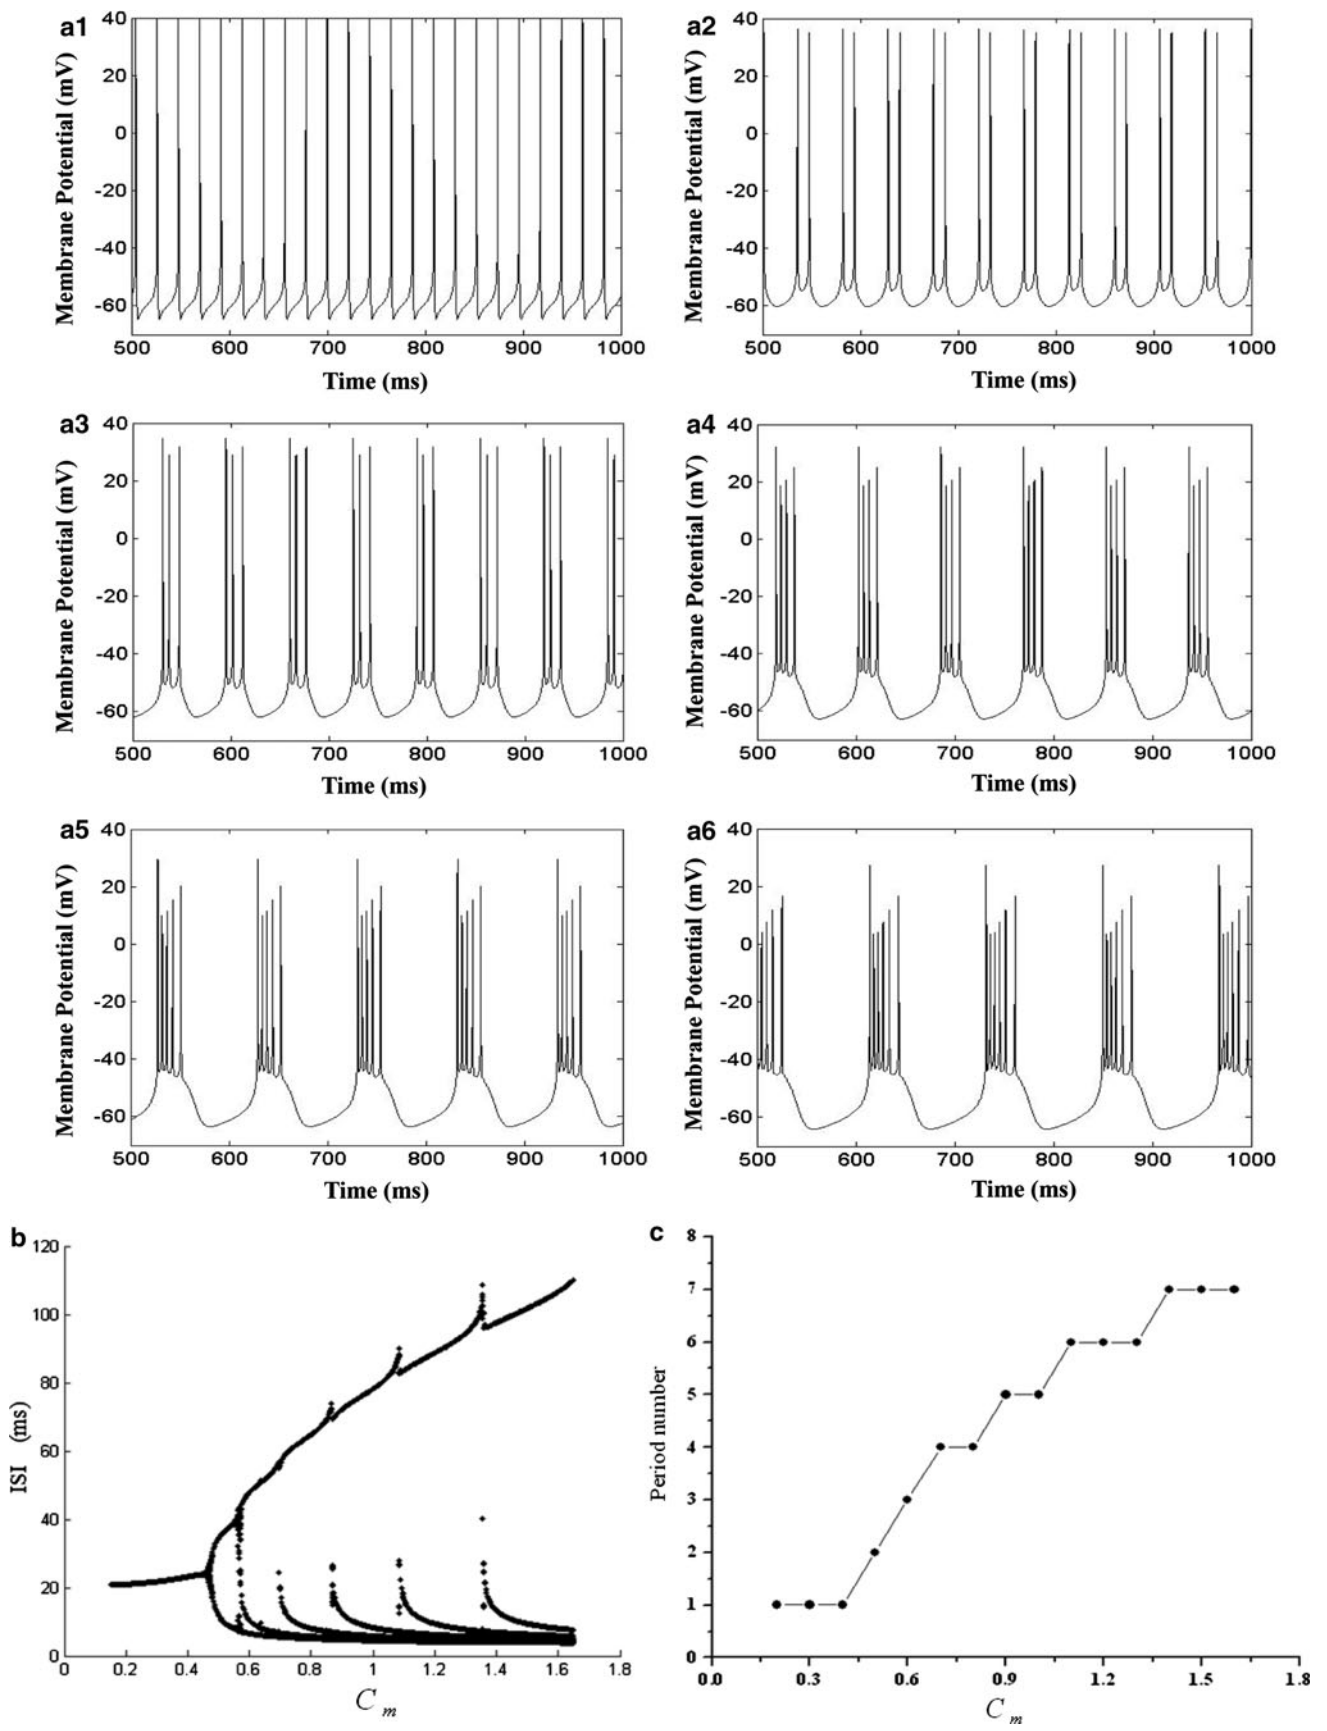 a1
Membrane Potential (mV)
40
20
0
-20
-40
-60
500 600 700 800 900 1000
Time (ms)
a2
Membrane Potential (mV)
40
20
0
-20
-40
-60
500 600 700 800 900 1000
Time (ms)
a3
Membrane Potential (mV)
40
20
0
-20
-40
-60
500 600 700 800 900 1000
Time (ms)
a4
Membrane Potential (mV)
40
20
0
-20
-40
-60
500 600 700 800 900 1000
Time (ms)
a5
Membrane Potential (mV)
40
20
0
-20
-40
-60
500 600 700 800 900 1000
Time (ms)
a6
Membrane Potential (mV)
40
20
0
-20
-40
-60
500 600 700 800 900 1000
Time (ms)
b
ISI (ms)
120
100
80
60
40
20
0
0 0.2 0.4 0.6 0.8 1 1.2 1.4 1.6 1.8
C m
c
Period number
8
7
6
5
4
3
2
1
0
0.0 0.3 0.6 0.9 1.2 1.5 1.8
C m